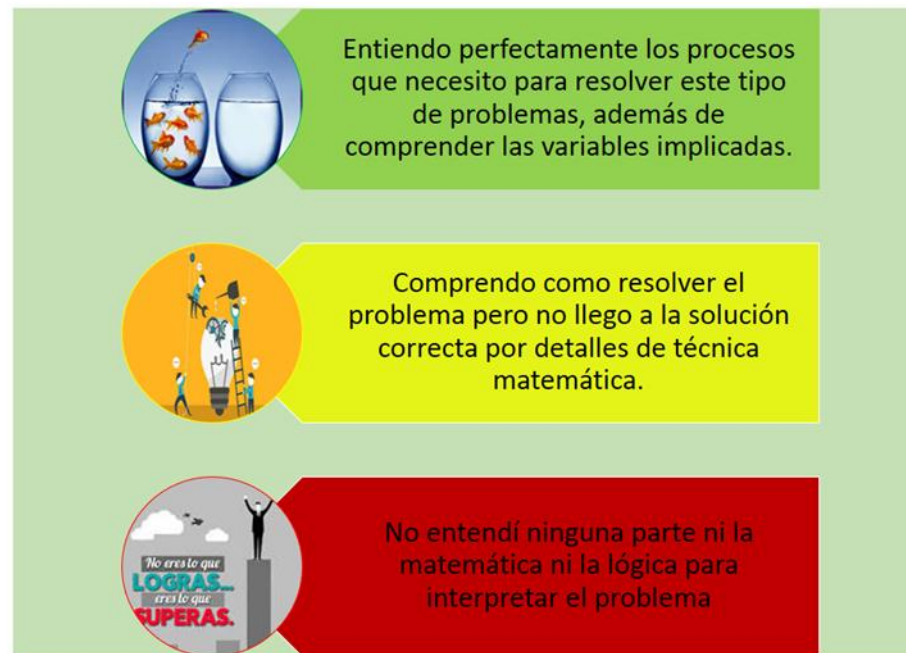 Entiendo perfectamente los procesos
que necesito para resolver este tipo
de problemas, además de
comprender las variables implicadas.
Comprendo como resolver el
problema pero no llego a la solución
correcta por detalles de técnica
matemática.
No eres lo que
LOGRAS...
eres lo que
SUPERAS.
No entendí ninguna parte ni la
matemática ni la lógica para
interpretar el problema